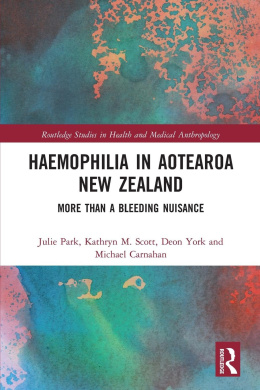 Routledge Studies in Health and Medical Anthropology
HAEMOPHILIA IN AOTEAROA
NEW ZEALAND
MORE THAN A BLEEDING NUISANCE
Julie Park, Kathryn M. Scott, Deon York and
Michael Carnahan
R
ROUTLEDGE